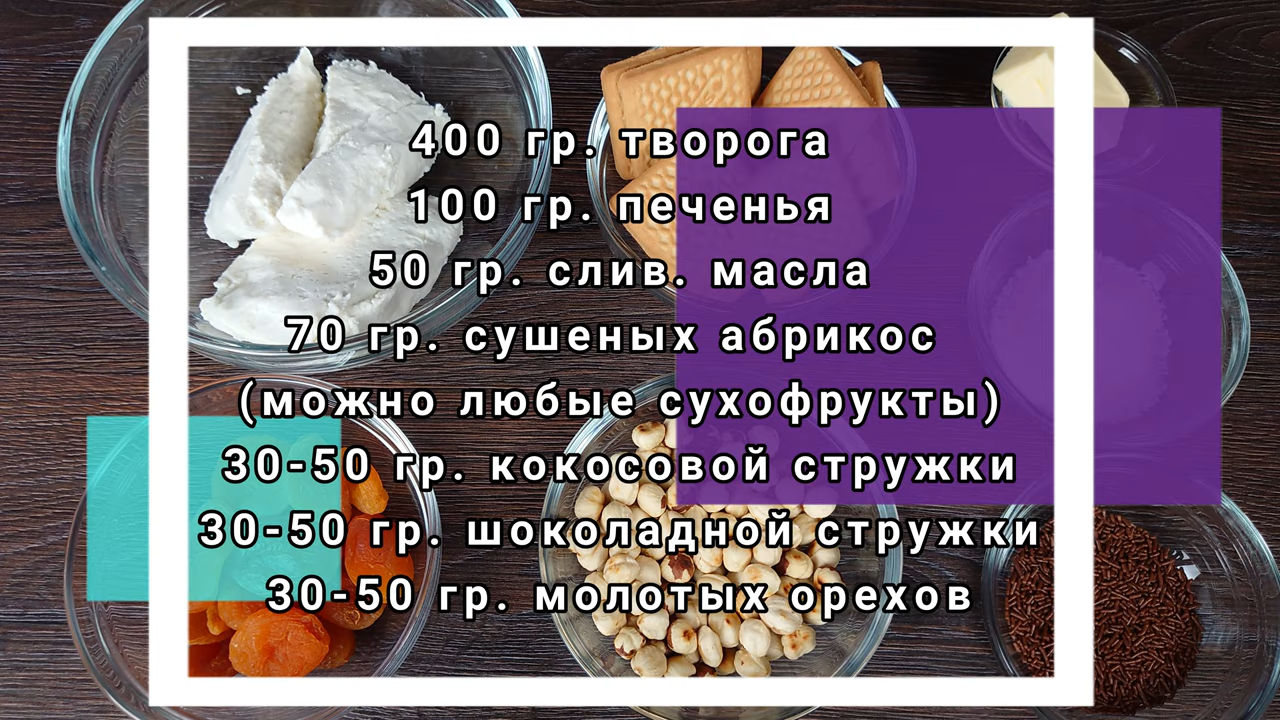 400 гр. творога
100 гр. печенья
50 гр. слив. масла
70 гр. сушеных абрикос
(можно любые сухофрукты)
30-50 гр. кокосовой стружки
30-50 гр. шоколадной стружки
30-50 гр. молотых орехов